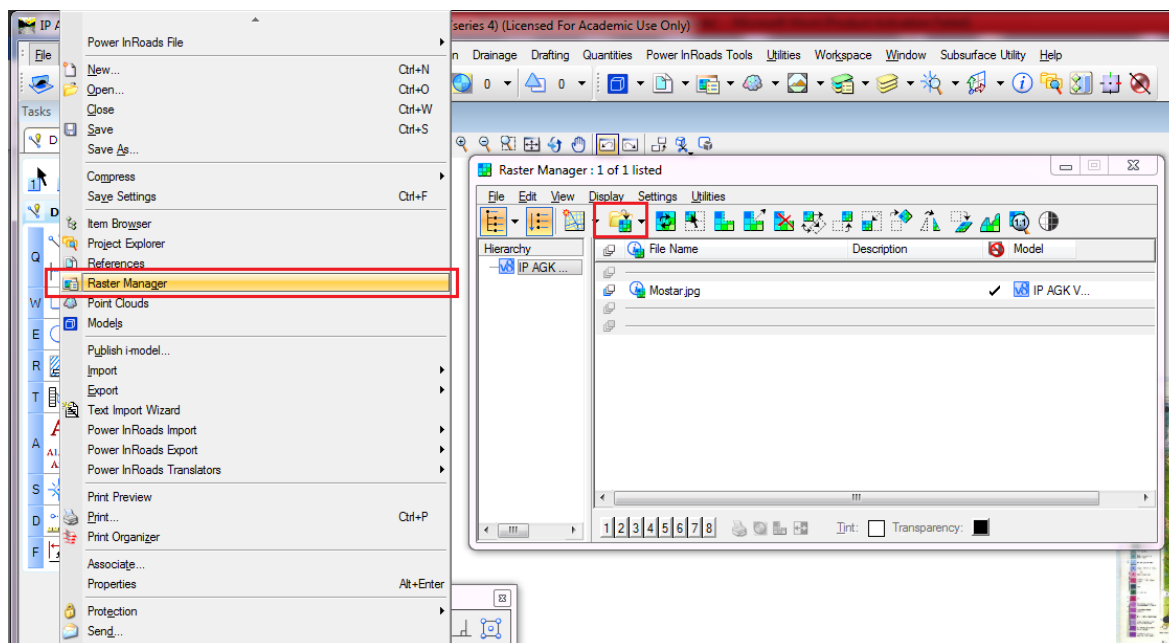 IP A
series 4) (Licensed For Academic Use Only)
File
n Drainage Drafting Quantities Power InRoads Tools Utilities Workspace Window Subsurface Utility Help
0 0
Tasks
D
1
D
Q
W
E
R
T
A
S
D
F
Power InRoads File
New... Ctrl+N
Open... Ctrl+O
Close Ctrl+W
Save Ctrl+S
Save As...
Compress
Save Settings Ctrl+F
Item Browser
Project Explorer
References
Raster Manager
Point Clouds
Models
Publish i-model...
Import
Export
Text Import Wizard
Power InRoads Import
Power InRoads Export
Power InRoads Translators
Print Preview
Print... Ctrl+P
Print Organizer
Associate...
Properties Alt+Enter
Protection
Send...
Raster Manager : 1 of 1 listed
File Edit View Display Settings Utilities
1:1
Hierarchy
IP AGK ...
File Name Description Model
Mostar.jpg IP AGK V...
1 2 3 4 5 6 7 8 Tint: Transparency: